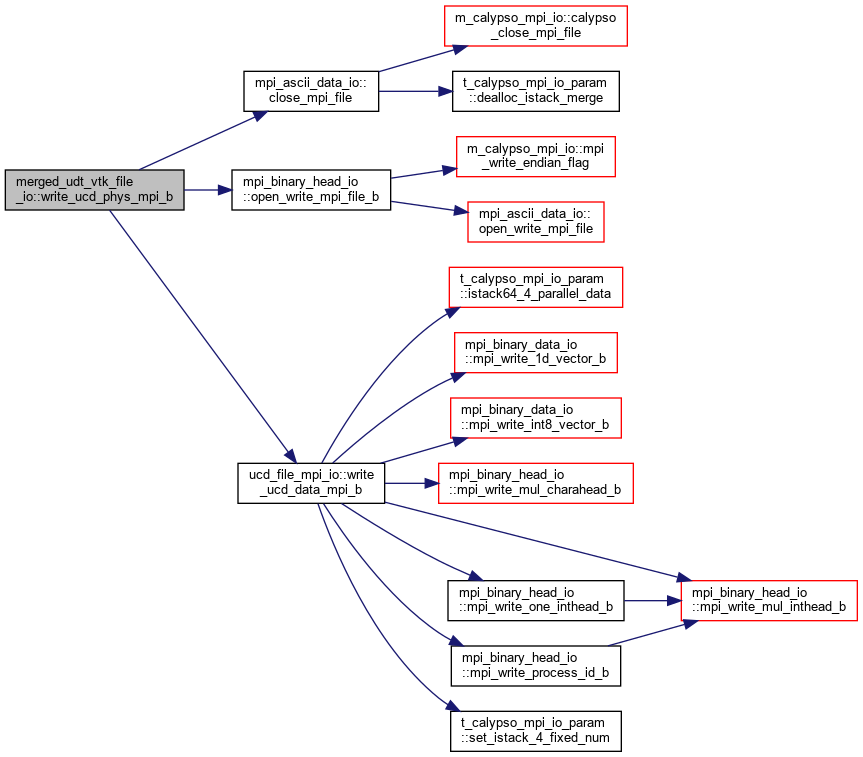 m_calypso_mpi_io::calypso
_close_mpi_file
mpi_ascii_data_io::
close_mpi_file
t_calypso_mpi_io_param
::dealloc_istack_merge
m_calypso_mpi_io::mpi
_write_endian_flag
merged_udt_vtk_file
_io::write_ucd_phys_mpi_b
mpi_binary_head_io
::open_write_mpi_file_b
mpi_ascii_data_io::
open_write_mpi_file
t_calypso_mpi_io_param
::istack64_4_parallel_data
mpi_binary_data_io
::mpi_write_1d_vector_b
mpi_binary_data_io
::mpi_write_int8_vector_b
ucd_file_mpi_io::write
_ucd_data_mpi_b
mpi_binary_head_io
::mpi_write_mul_charahead_b
mpi_binary_head_io
::mpi_write_one_inthead_b
mpi_binary_head_io
::mpi_write_mul_inthead_b
mpi_binary_head_io
::mpi_write_process_id_b
t_calypso_mpi_io_param
::set_istack_4_fixed_num